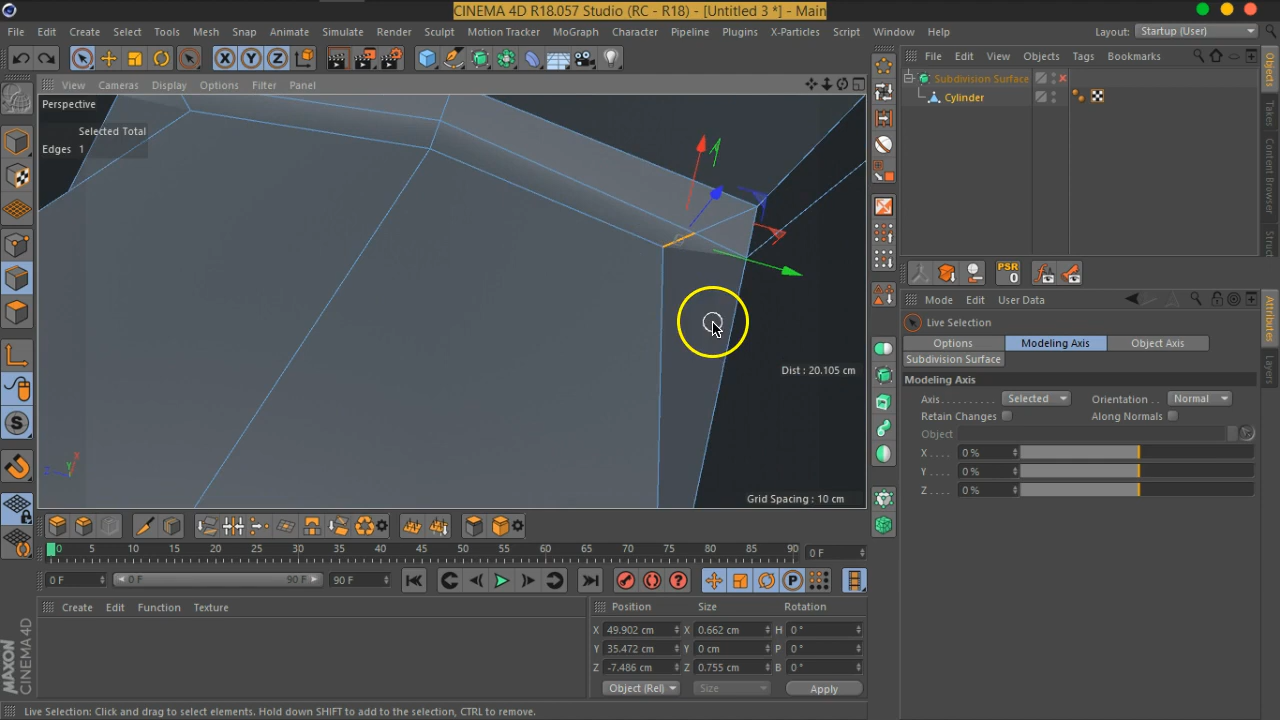 CINEMA 4D R18.057 Studio (RC - R18) - [Untitled 3 *] - Main
File Edit Create Select Tools Mesh Snap Animate Simulate Render Sculpt Motion Tracker MoGraph Character Pipeline Plugins X-Particles Script Window Help Layout: Startup (User)
X Y Z
File Edit View Objects Tags Bookmarks
View Cameras Display Options Filter Panel
Subdivision Surface
Cylinder
Perspective
Selected Total
Edges 1
Dist : 20.105 cm
Grid Spacing : 10 cm
X
Y
Z
Objects
Takes
Content Browser
PSR
0
Mode Edit User Data
Live Selection
Options Modeling Axis Object Axis
Subdivision Surface
Modeling Axis
Axis......... Selected Orientation .. Normal
Retain Changes Along Normals
Object
X .... 0 %
Y .... 0 %
Z .... 0 %
Attributes
Layers
0 5 10 15 20 25 30 35 40 45 50 55 60 65 70 75 80 85 90 0 F
0 F 0 F 90 F 90 F
P
Create Edit Function Texture
Position Size Rotation
X 49.902 cm X 0.662 cm H 0 °
Y 35.472 cm Y 0 cm P 0 °
Z -7.486 cm Z 0.755 cm B 0 °
Object (Rel) Size Apply
MAXON
CINEMA 4D
Live Selection: Click and drag to select elements. Hold down SHIFT to add to the selection, CTRL to remove.